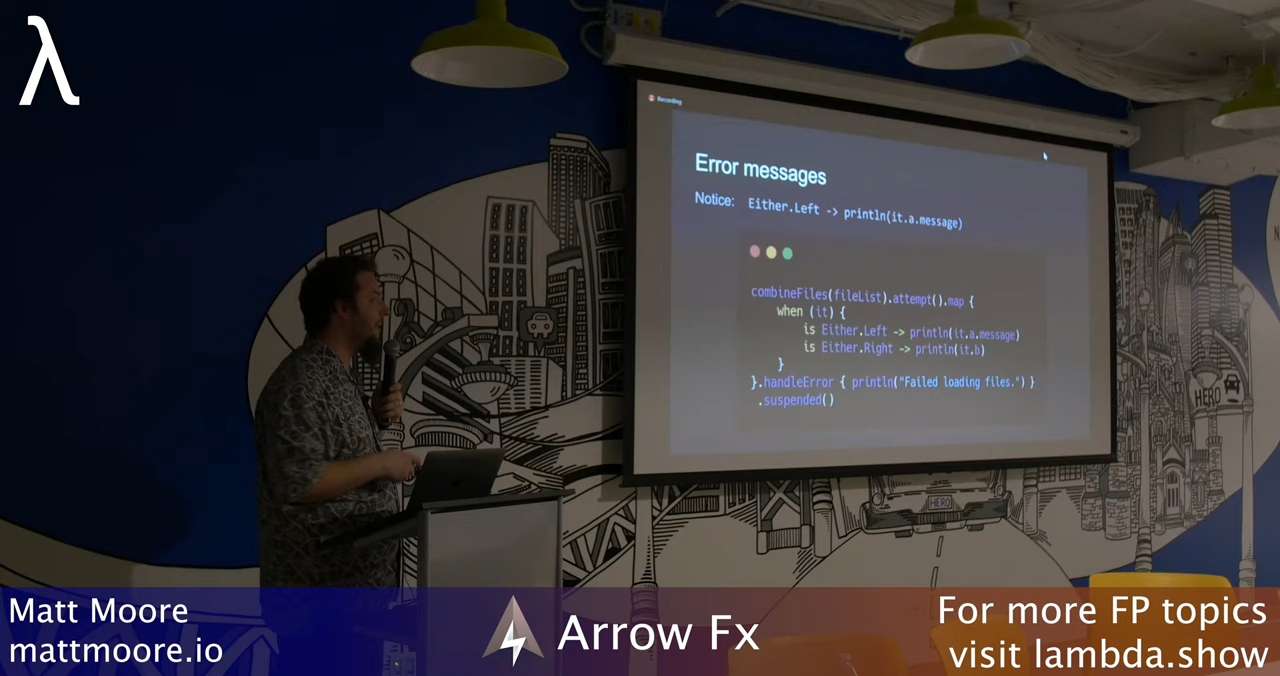 λ
Recording
Error messages
Notice: Either.Left -> println(it.a.message)
combineFiles(fileList).attempt().map {
when (it) {
is Either.Left -> println(it.a.message)
is Either.Right -> println(it.b)
}
}.handleError { println("Failed loading files.") }
.suspended()
HERO
HERO
Matt Moore
mattmoore.io
Arrow Fx
For more FP topics
visit lambda.show